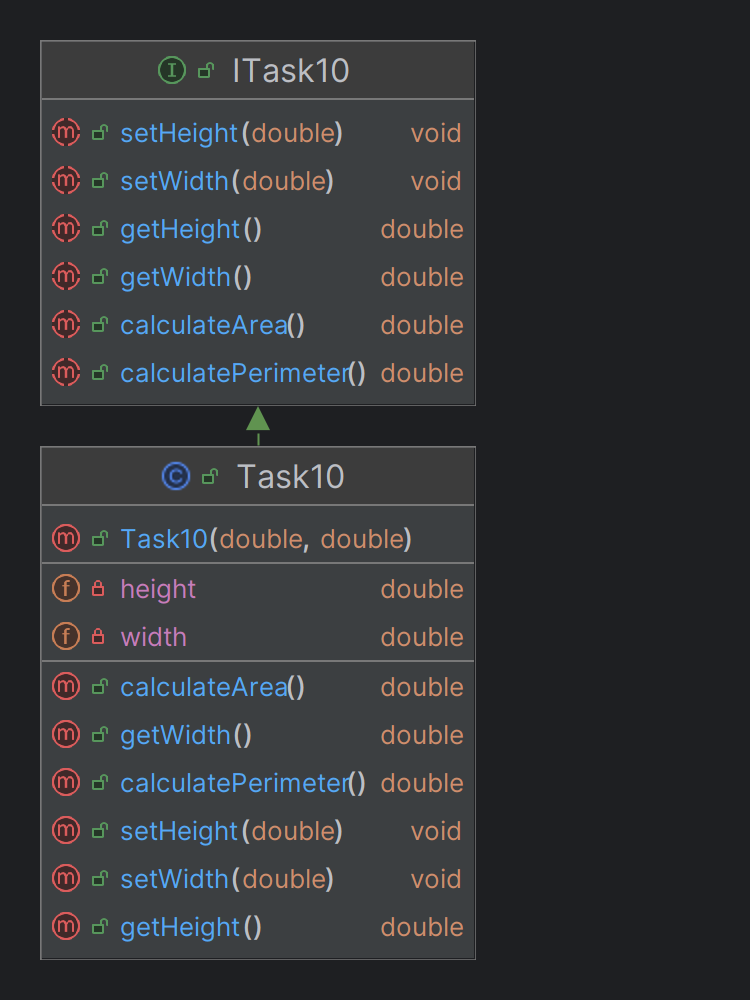 I ITask10
m setHeight(double) void
m setWidth(double) void
m getHeight() double
m getWidth() double
m calculateArea() double
m calculatePerimeter() double
C Task10
m Task10(double, double)
f height double
f width double
m calculateArea() double
m getWidth() double
m calculatePerimeter() double
m setHeight(double) void
m setWidth(double) void
m getHeight() double